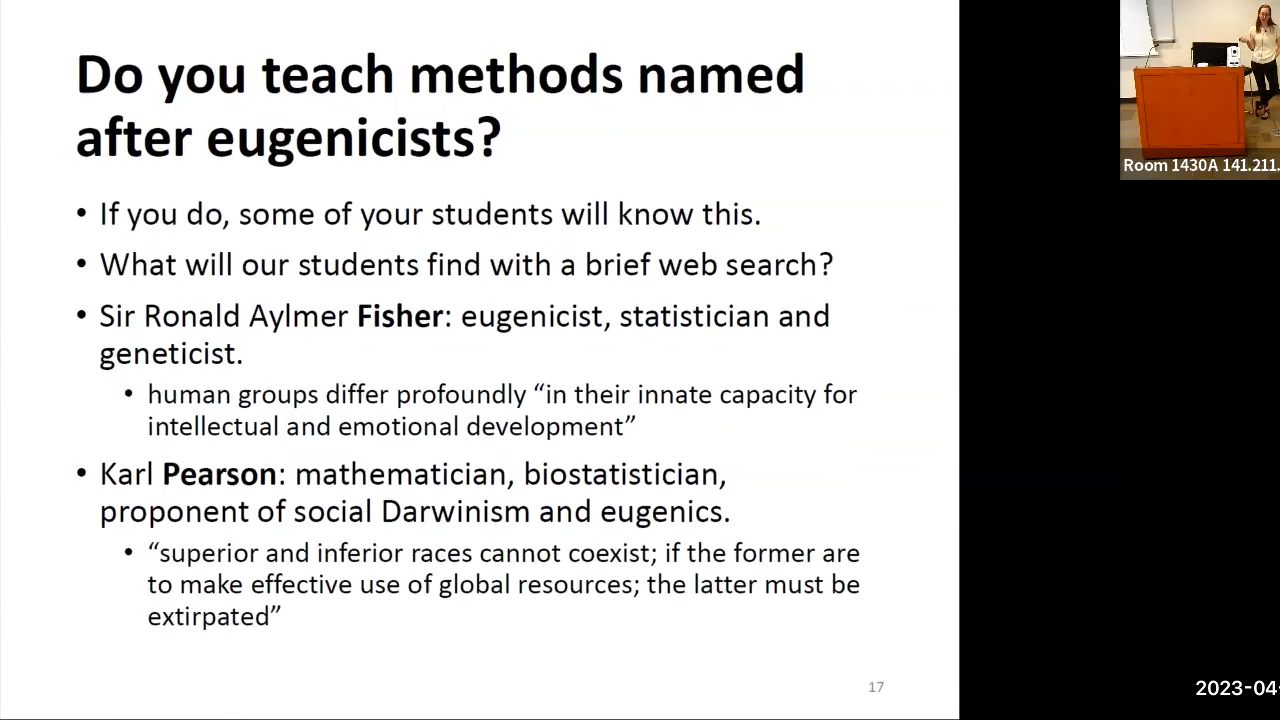 Do you teach methods named
after eugenicists?
• If you do, some of your students will know this.
• What will our students find with a brief web search?
• Sir Ronald Aylmer Fisher: eugenicist, statistician and
geneticist.
• human groups differ profoundly “in their innate capacity for
intellectual and emotional development”
• Karl Pearson: mathematician, biostatistician,
proponent of social Darwinism and eugenics.
• “superior and inferior races cannot coexist; if the former are
to make effective use of global resources; the latter must be
extirpated”
17
Room 1430A 141.211.
2023-04-